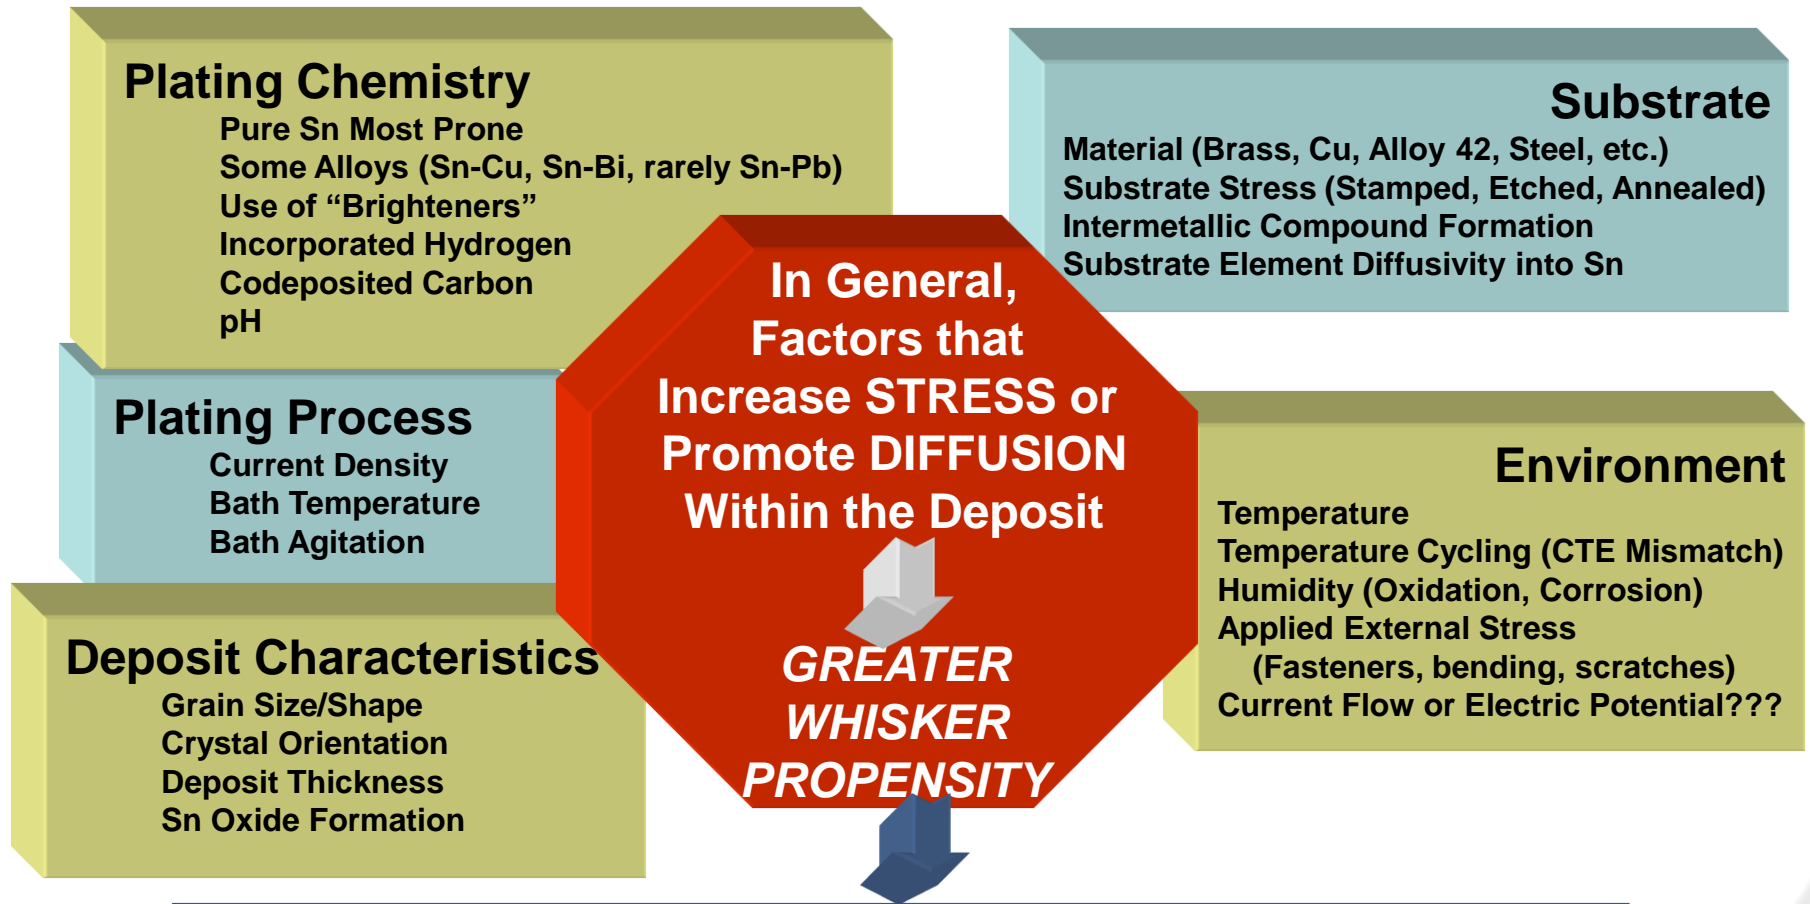 Plating Chemistry
Pure Sn Most Prone
Some Alloys (Sn-Cu, Sn-Bi, rarely Sn-Pb)
Use of “Brighteners”
Incorporated Hydrogen
Codeposited Carbon
pH
Plating Process
Current Density
Bath Temperature
Bath Agitation
Deposit Characteristics
Grain Size/Shape
Crystal Orientation
Deposit Thickness
Sn Oxide Formation
In General,
Factors that
Increase STRESS or
Promote DIFFUSION
Within the Deposit
GREATER
WHISKER
PROPENSITY
Substrate
Material (Brass, Cu, Alloy 42, Steel, etc.)
Substrate Stress (Stamped, Etched, Annealed)
Intermetallic Compound Formation
Substrate Element Diffusivity into Sn
Environment
Temperature
Temperature Cycling (CTE Mismatch)
Humidity (Oxidation, Corrosion)
Applied External Stress
(Fasteners, bending, scratches)
Current Flow or Electric Potential???